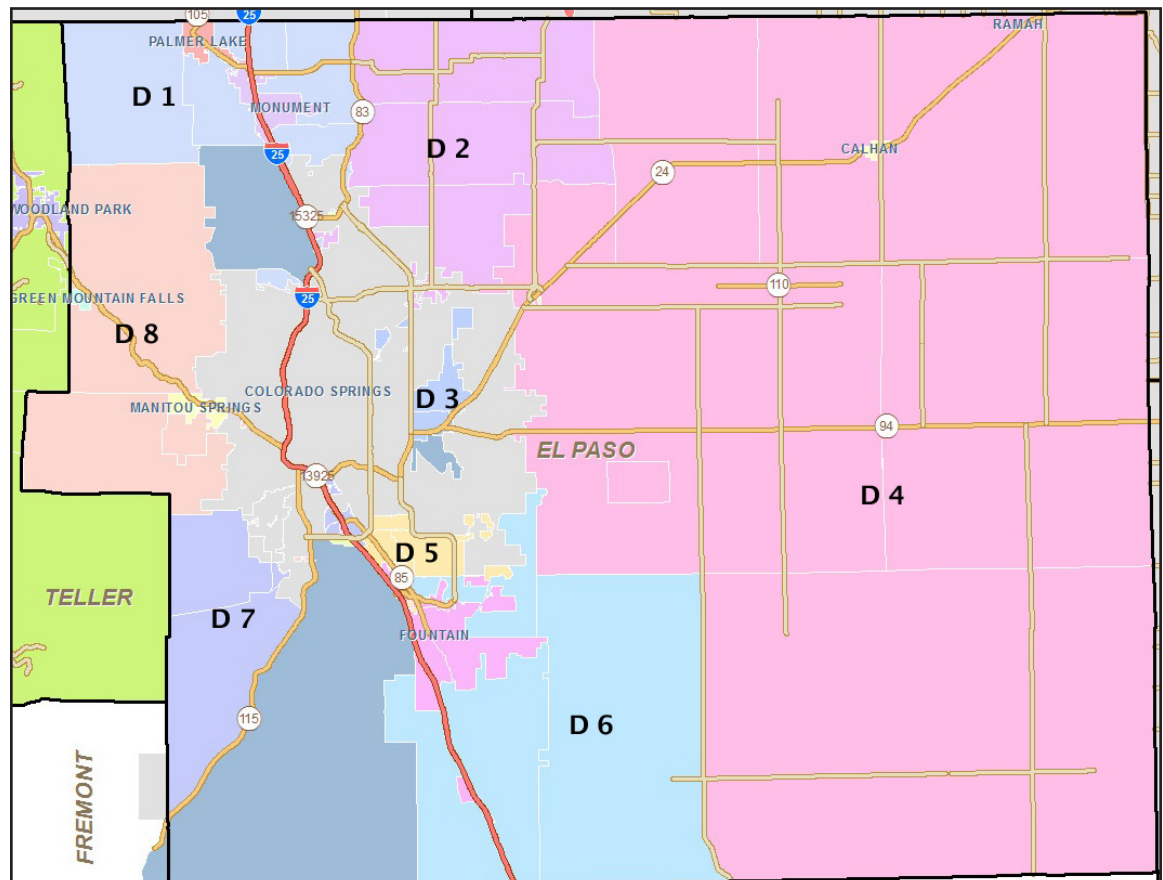 105
25
RAMAH
PALMER LAKE
D 1
MONUMENT
83
D 2
CALHAN
25
24
WOODLAND PARK
15325
110
GREEN MOUNTAIN FALLS
25
D 8
COLORADO SPRINGS
D 3
MANITOU SPRINGS
94
EL PASO
13925
D 4
D 5
85
TELLER
D 7
FOUNTAIN
115
D 6
FREMONT